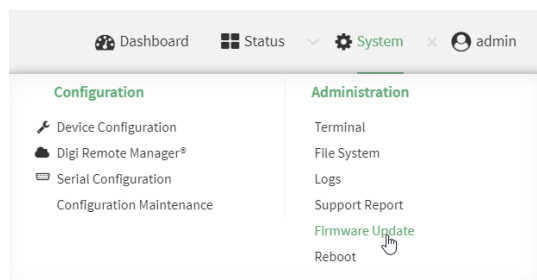 Dashboard Status System admin
Configuration
Device Configuration
Digi Remote Manager®
Serial Configuration
Configuration Maintenance
Administration
Terminal
File System
Logs
Support Report
Firmware Update
Reboot